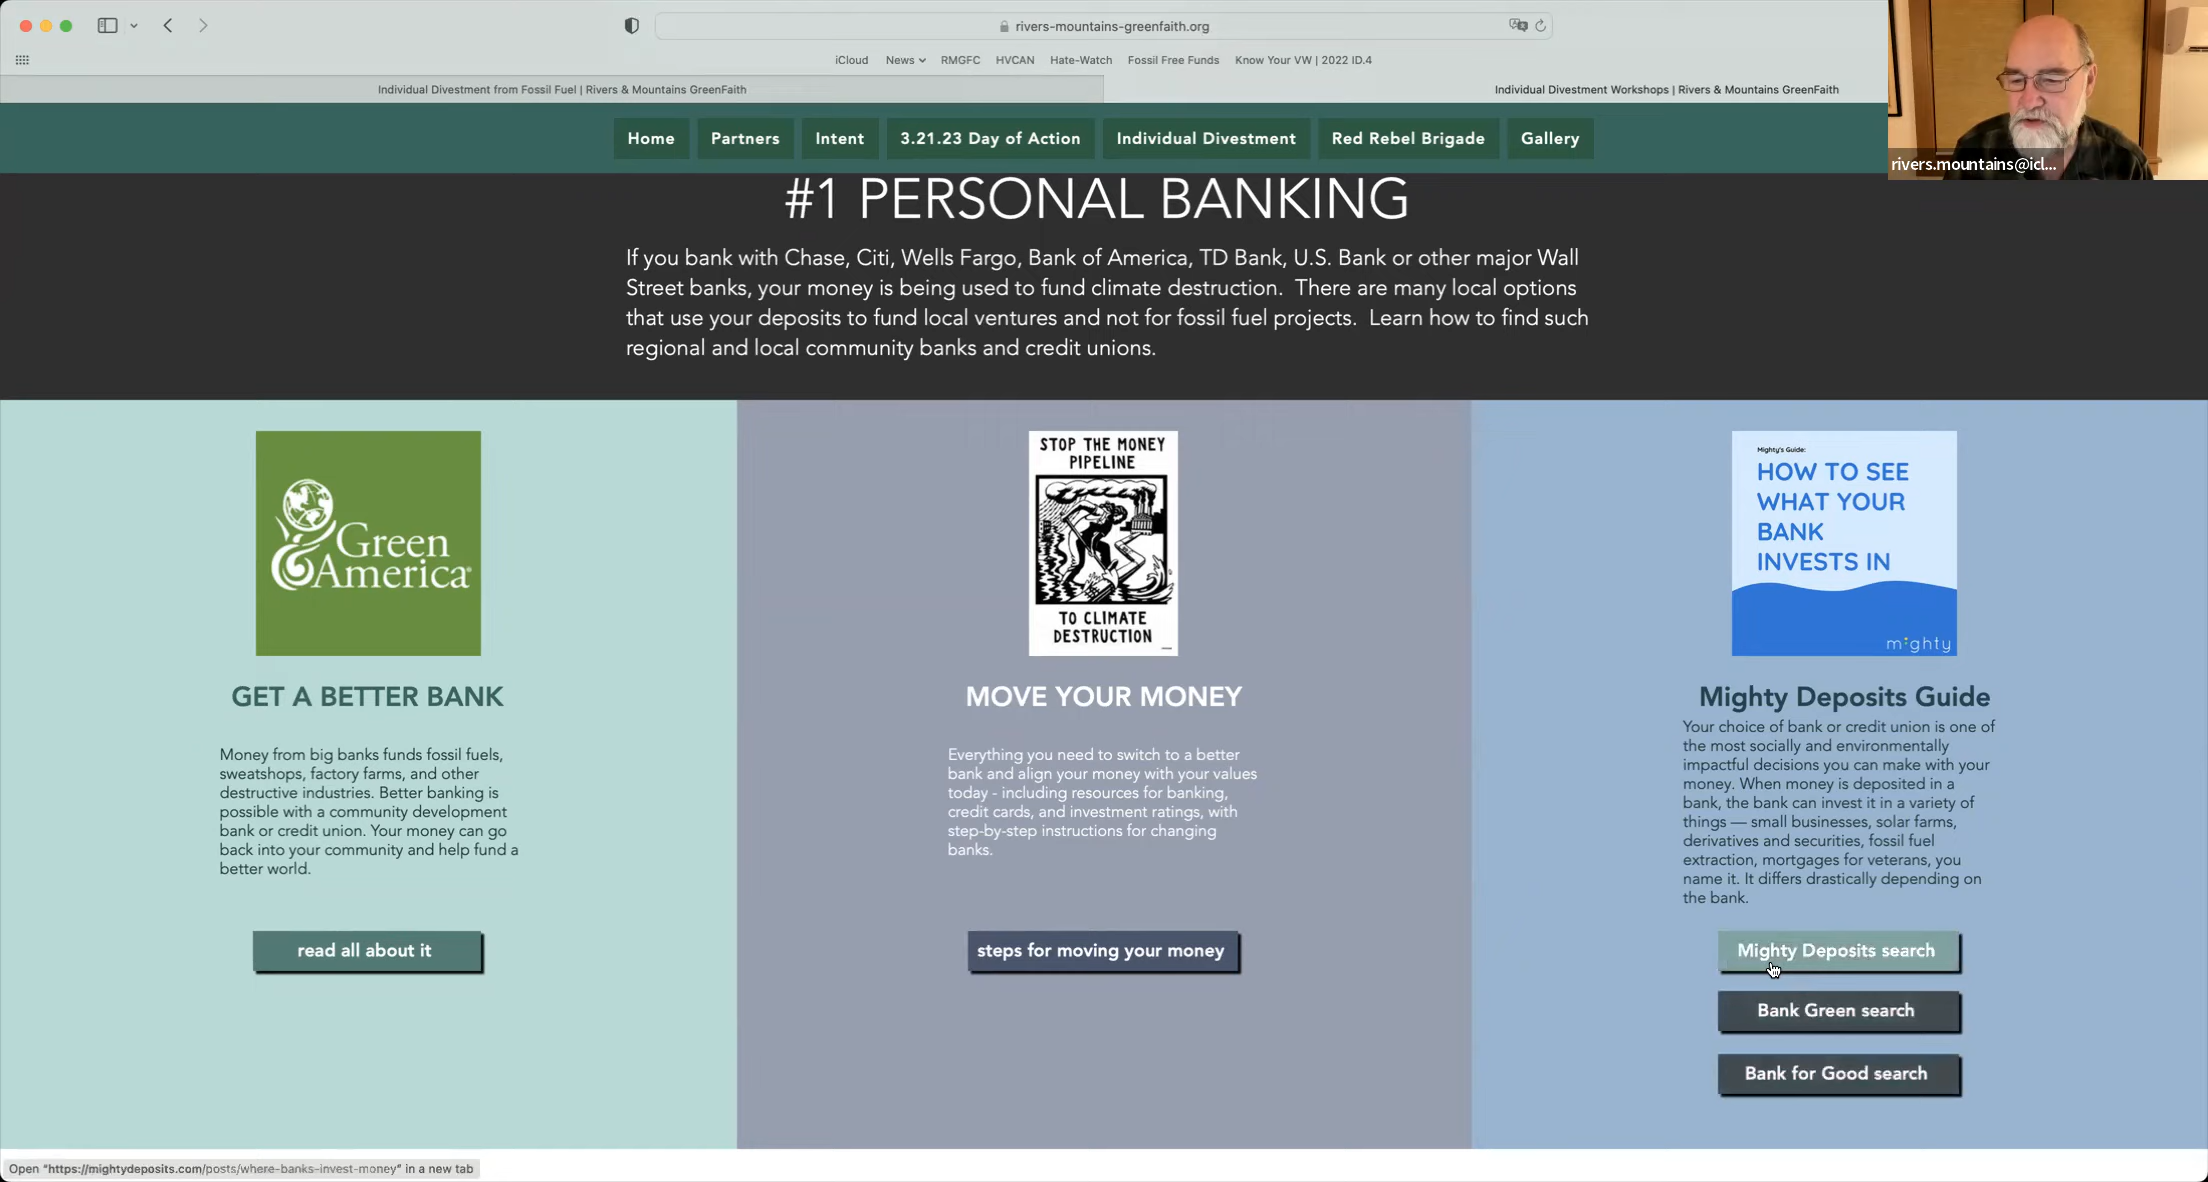 rivers-mountains-greenfaith.org
iCloud News RMGFC HVCAN Hate-Watch Fossil Free Funds Know Your VW | 2022 ID.4
Individual Divestment from Fossil Fuel | Rivers & Mountains GreenFaith
Individual Divestment Workshops | Rivers & Mountains GreenFaith
rivers.mountains@icl...
Home Partners Intent 3.21.23 Day of Action Individual Divestment Red Rebel Brigade Gallery
#1 PERSONAL BANKING
If you bank with Chase, Citi, Wells Fargo, Bank of America, TD Bank, U.S. Bank or other major Wall
Street banks, your money is being used to fund climate destruction.  There are many local options
that use your deposits to fund local ventures and not for fossil fuel projects.  Learn how to find such
regional and local community banks and credit unions.
Green
America
GET A BETTER BANK
Money from big banks funds fossil fuels,
sweatshops, factory farms, and other
destructive industries. Better banking is
possible with a community development
bank or credit union. Your money can go
back into your community and help fund a
better world.
read all about it
STOP THE MONEY
PIPELINE
TO CLIMATE
DESTRUCTION
MOVE YOUR MONEY
Everything you need to switch to a better
bank and align your money with your values
today - including resources for banking,
credit cards, and investment ratings, with
step-by-step instructions for changing
banks.
steps for moving your money
Mighty's Guide:
HOW TO SEE
WHAT YOUR
BANK
INVESTS IN
mighty
Mighty Deposits Guide
Your choice of bank or credit union is one of
the most socially and environmentally
impactful decisions you can make with your
money. When money is deposited in a
bank, the bank can invest it in a variety of
things — small businesses, solar farms,
derivatives and securities, fossil fuel
extraction, mortgages for veterans, you
name it. It differs drastically depending on
the bank.
Mighty Deposits search
Bank Green search
Bank for Good search
Open "https://mightydeposits.com/posts/where-banks-invest-money" in a new tab